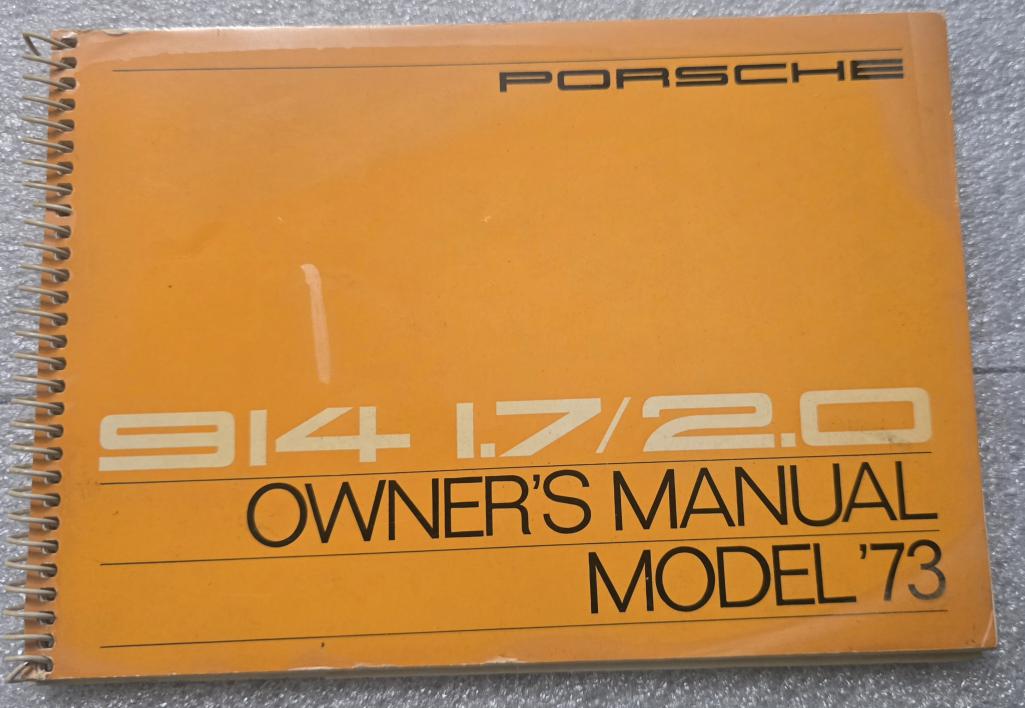 PORSCHE
914 1.7/2.0
OWNER'S MANUAL
MODEL '73